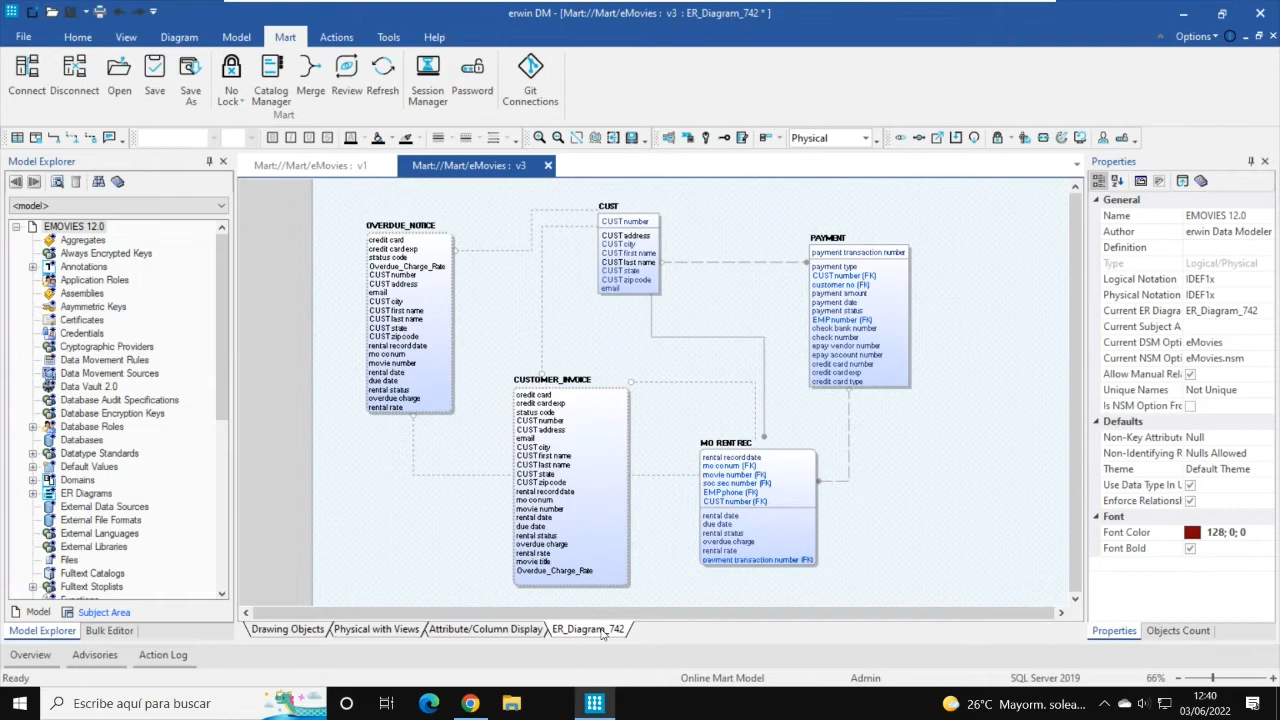 erwin DM - [Mart://Mart/eMovies : v3 : ER_Diagram_742 * ]
File Home View Diagram Model Mart Actions Tools Help Options
Connect Disconnect Open Save Save As No Lock Catalog Manager Merge Review Refresh Session Manager Password Git Connections
Mart
Physical
Model Explorer
Mart://Mart/eMovies : v1
Mart://Mart/eMovies : v3
Properties
<model>
EMOVIES 12.0
Aggregates
Always Encrypted Keys
Annotations
Application Roles
Assemblies
Asymmetric Keys
Certificates
Credentials
Cryptographic Providers
Data Movement Rules
Data Movement Sources
Data Vault 2.0
Database Audit Specifications
Database Encryption Keys
Database Roles
Databases
Datatype Standards
Default Values
Domains
ER Diagrams
External Data Sources
External File Formats
External Languages
External Libraries
Files
Fulltext Catalogs
Fulltext Stoplists
Model Subject Area
Model Explorer Bulk Editor
OVERDUE_NOTICE
credit card
credit card exp
status code
Overdue_Charge_Rate
CUST number
CUST address
email
CUST city
CUST first name
CUST last name
CUST state
CUST zip code
rental record date
mo co num
movie number
rental date
due date
rental status
overdue charge
rental rate
CUST
CUST number
CUST address
CUST city
CUST first name
CUST last name
CUST state
CUST zip code
email
PAYMENT
payment transaction number
payment type
CUST number (FK)
customer no (FK)
payment amount
payment date
payment status
EMP number (FK)
check bank number
check number
epay vendor number
epay account number
credit card number
credit card exp
credit card type
CUSTOMER_INVOICE
credit card
credit card exp
status code
CUST number
CUST address
email
CUST city
CUST first name
CUST last name
CUST state
CUST zip code
rental record date
mo co num
movie number
rental date
due date
rental status
overdue charge
rental rate
movie title
Overdue_Charge_Rate
MO RENT REC
rental record date
mo co num (FK)
movie number (FK)
soc sec number (FK)
EMP phone (FK)
CUST number (FK)
rental date
due date
rental status
overdue charge
rental rate
payment transaction number (FK)
Drawing Objects Physical with Views Attribute/Column Display ER_Diagram_742
General
Name EMOVIES 12.0
Author erwin Data Modeler
Definition
Type Logical/Physical
Logical Notation IDEF1x
Physical Notation IDEF1x
Current ER Diagra ER_Diagram_742
Current Subject A
Current DSM Opti eMovies
Current NSM Opti eMovies.nsm
Allow Manual Rela
Unique Names Not Unique
Is NSM Option Fr
Defaults
Non-Key Attribute Null
Non-Identifying R Nulls Allowed
Theme Default Theme
Use Data Type In U
Enforce Relations
Font
Font Color 128; 0; 0
Font Bold
Properties Objects Count
Overview Advisories Action Log
Ready Online Mart Model Admin SQL Server 2019 66%
Escribe aquí para buscar
26°C Mayorm. solea...
12:40
03/06/2022